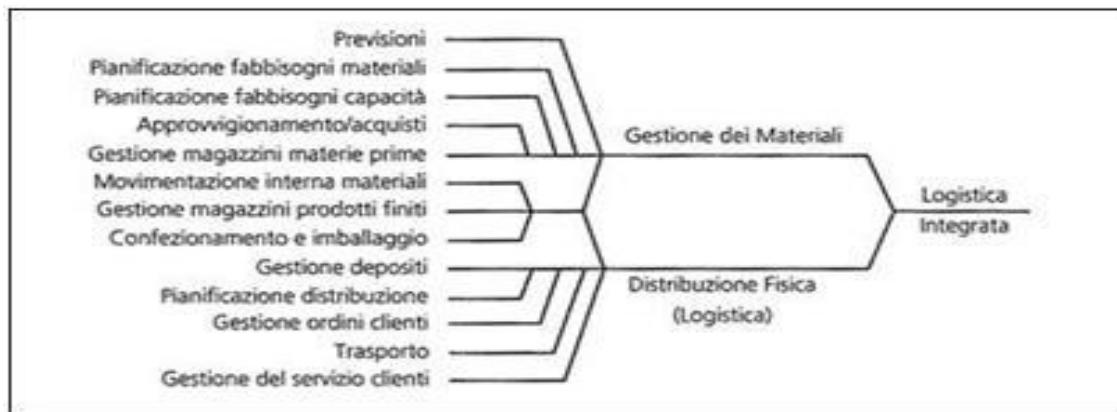 Previsioni
Pianificazione fabbisogni materiali
Pianificazione fabbisogni capacità
Approvvigionamento/acquisti
Gestione magazzini materie prime
Movimentazione interna materiali
Gestione magazzini prodotti finiti
Confezionamento e imballaggio
Gestione depositi
Pianificazione distribuzione
Gestione ordini clienti
Trasporto
Gestione del servizio clienti
Gestione dei Materiali
Distribuzione Fisica
(Logistica)
Logistica
Integrata